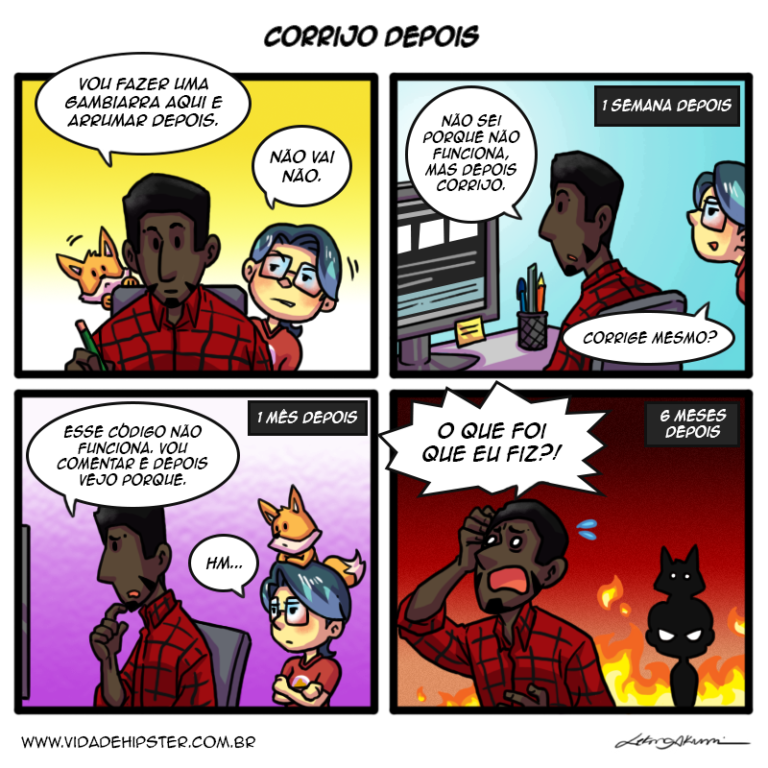 CORRIJO DEPOIS
VOU FAZER UMA
GAMBIARRA AQUI E
ARRUMAR DEPOIS.
NÃO VAI
NÃO.
1 SEMANA DEPOIS
NÃO SEI
PORQUE NÃO
FUNCIONA,
MAS DEPOIS
CORRIJO.
CORRIGE MESMO?
1 MÊS DEPOIS
ESSE CÓDIGO NÃO
FUNCIONA. VOU
COMENTAR E DEPOIS
VEJO PORQUE.
HM...
6 MESES
DEPOIS
O QUE FOI
QUE EU FIZ?!
WWW.VIDADEHIPSTER.COM.BR